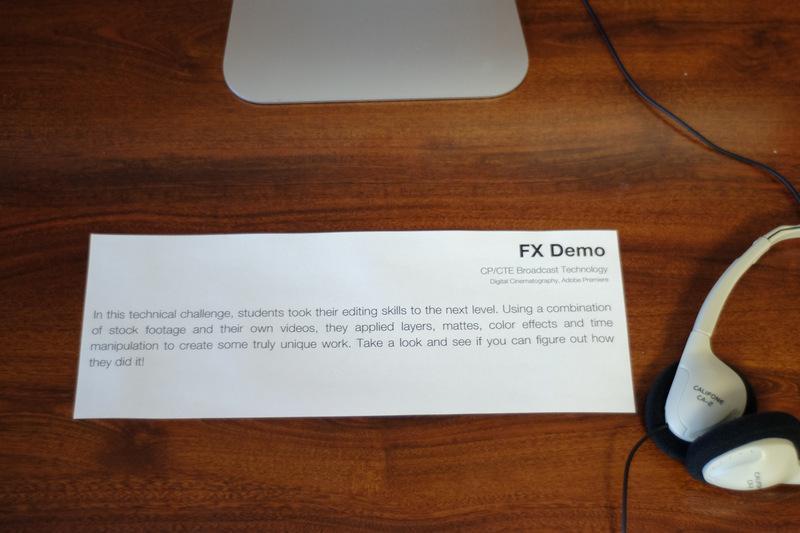 FX Demo
CP/CTE Broadcast Technology
Digital Cinematography, Adobe Premiere
In this technical challenge, students took their editing skills to the next level. Using a combination
of stock footage and their own videos, they applied layers, mattes, color effects and time
manipulation to create some truly unique work. Take a look and see if you can figure out how
they did it!
CALIFONE
CA-2